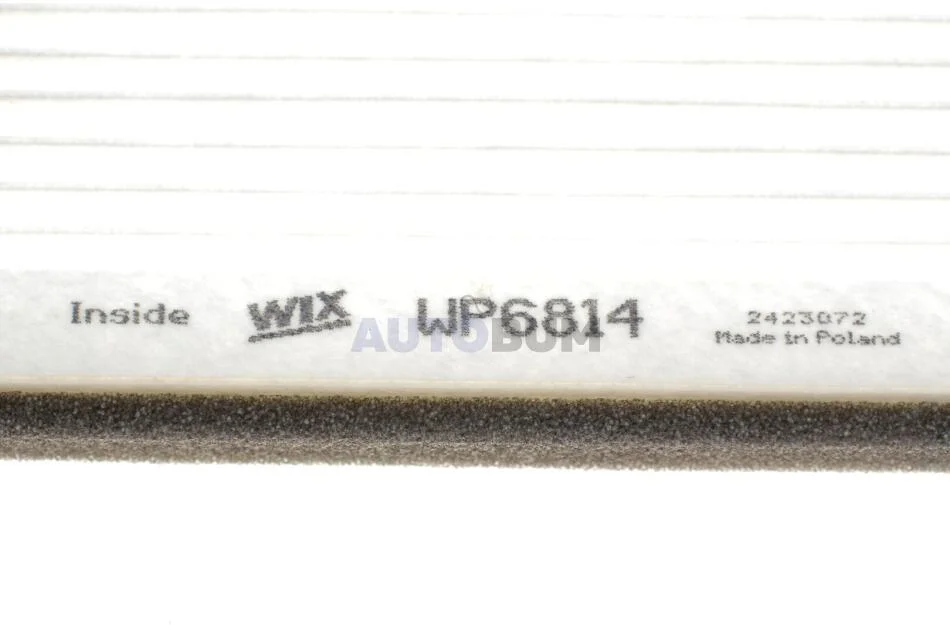 Inside WIX WP6814
2423072
Made in Poland
AUTOBUM